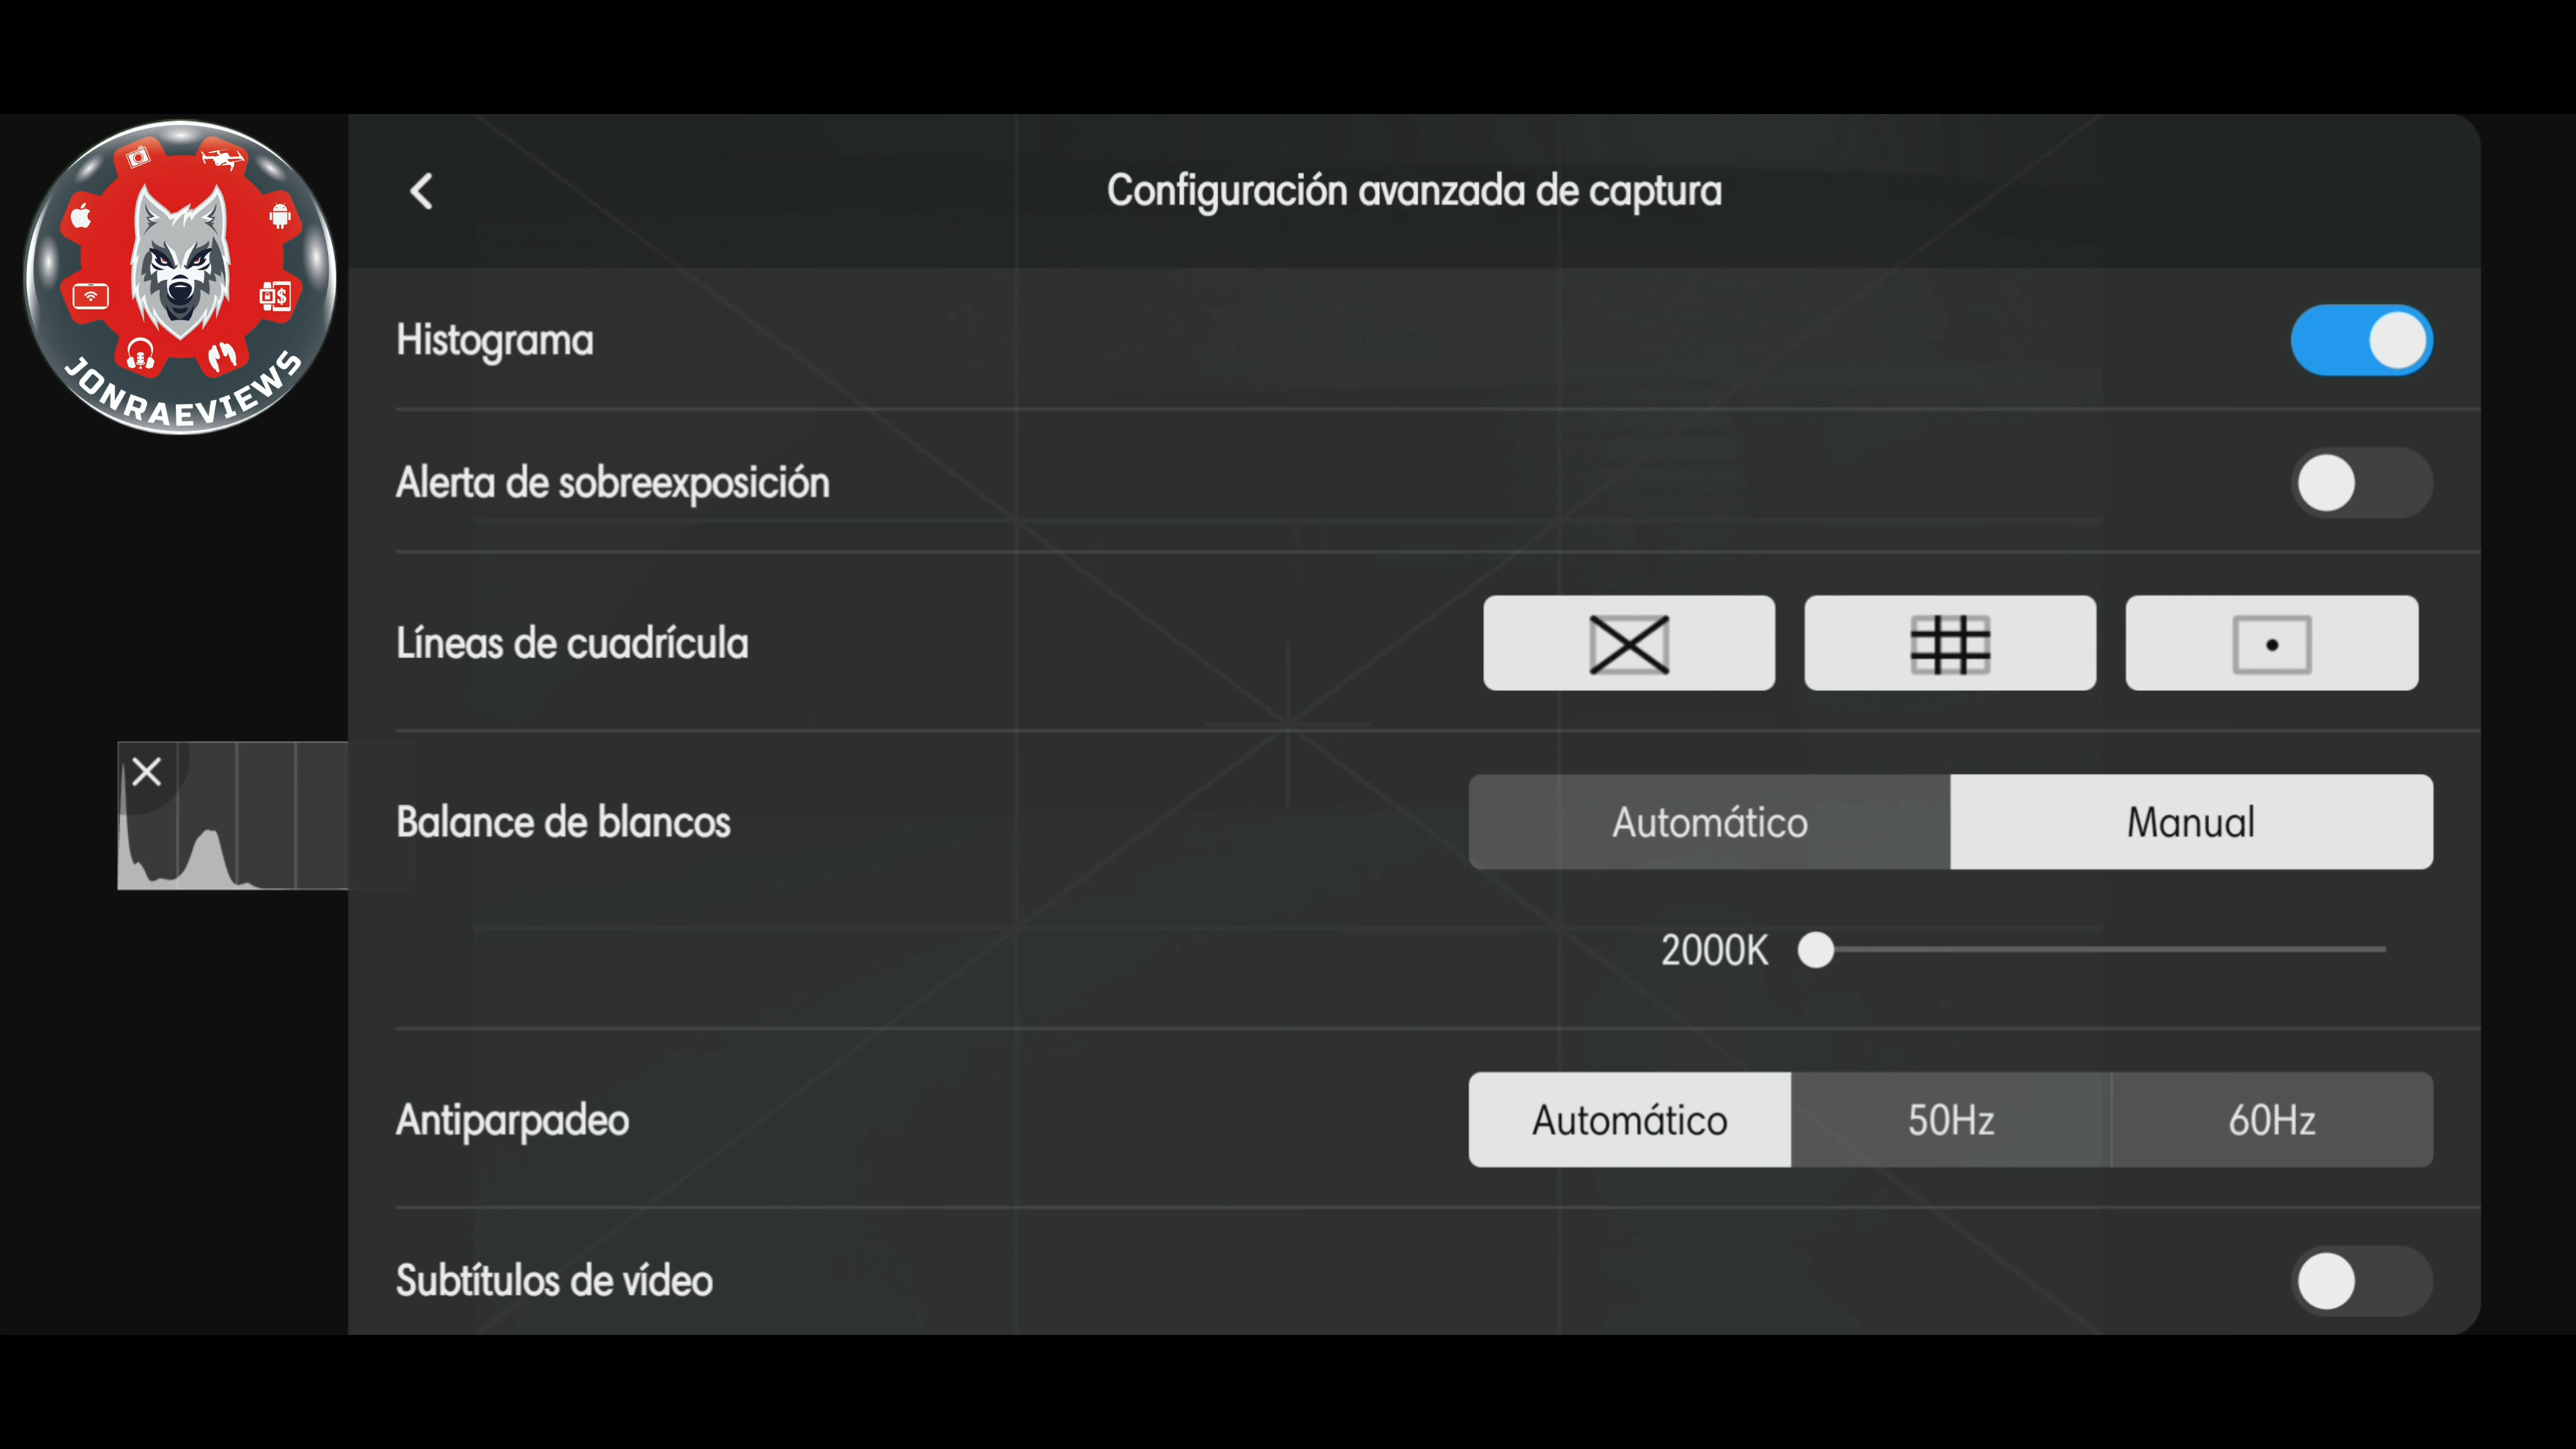 JONRAEVIEWS
Configuración avanzada de captura
Histograma
Alerta de sobreexposición
Líneas de cuadrícula
Balance de blancos
Automático
Manual
2000K
Antiparpadeo
Automático
50Hz
60Hz
Subtítulos de vídeo